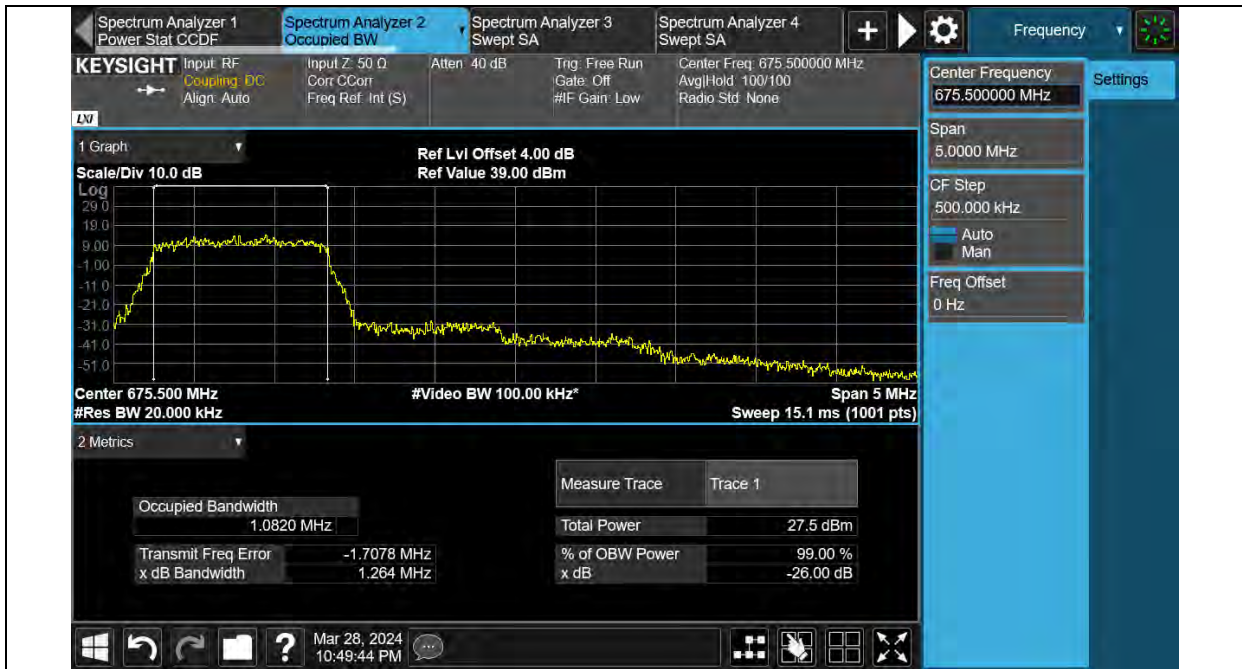 Spectrum Analyzer 1
Power Stat CCDF
Spectrum Analyzer 2
Occupied BW
Spectrum Analyzer 3
Swept SA
Spectrum Analyzer 4
Swept SA
+
Frequency
KEYSIGHT
LXI
Input: RF
Coupling: DC
Align: Auto
Input Z: 50 Ω
Corr CCorr
Freq Ref: Int (S)
Atten: 40 dB
Trig: Free Run
Gate: Off
#IF Gain: Low
Center Freq: 675.500000 MHz
Avg|Hold: 100/100
Radio Std: None
Center Frequency
675.500000 MHz
Settings
Span
5.0000 MHz
CF Step
500.000 kHz
Auto
Man
Freq Offset
0 Hz
1 Graph
Scale/Div 10.0 dB
Ref Lvl Offset 4.00 dB
Ref Value 39.00 dBm
Log
29.0
19.0
9.00
-1.00
-11.0
-21.0
-31.0
-41.0
-51.0
Center 675.500 MHz
#Video BW 100.00 kHz*
Span 5 MHz
#Res BW 20.000 kHz
Sweep 15.1 ms (1001 pts)
2 Metrics
Measure Trace
Trace 1
Occupied Bandwidth
1.0820 MHz
Total Power
27.5 dBm
Transmit Freq Error
-1.7078 MHz
% of OBW Power
99.00 %
x dB Bandwidth
1.264 MHz
x dB
-26.00 dB
?
Mar 28, 2024
10:49:44 PM